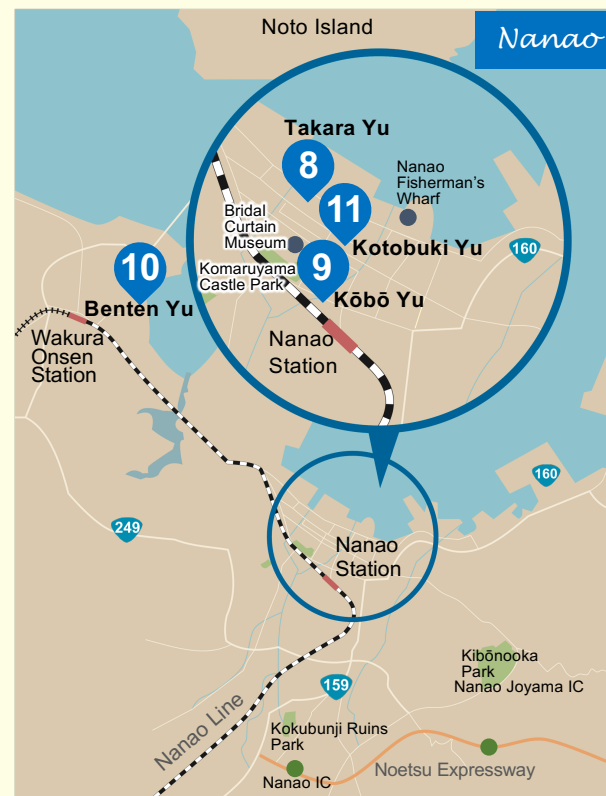 Noto Island
Nanao
Takara Yu
8
Nanao
Fisherman's
Wharf
11
Bridal
Curtain
Museum
Kotobuki Yu
160
10
9
Komaruyama
Castle Park
Benten Yu
Kōbō Yu
Wakura
Onsen
Station
Nanao
Station
160
249
Nanao
Station
Kibōnooka
Park
Nanao Joyama IC
159
Nanao Line
Kokubunji Ruins
Park
Noetsu Expressway
Nanao IC